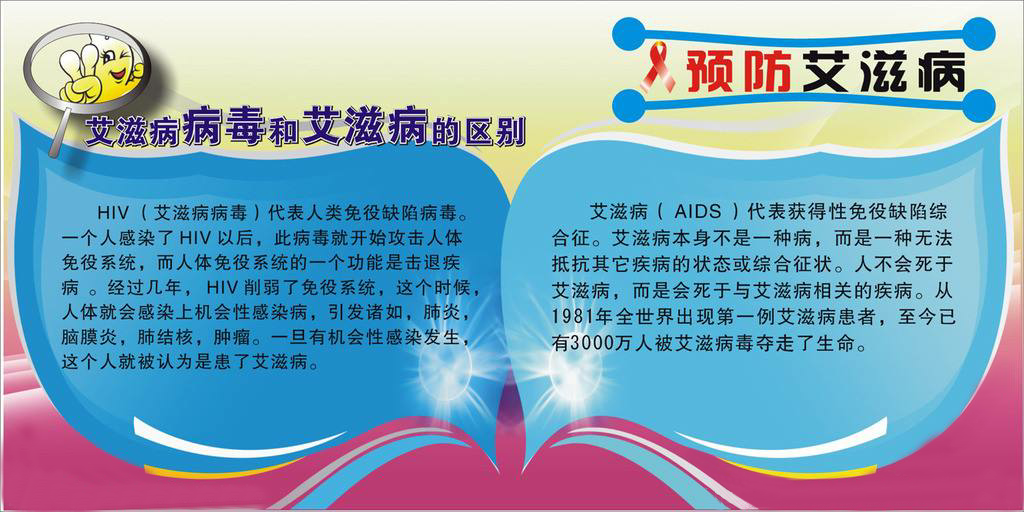 预防艾滋病
艾滋病病毒和艾滋病的区别
HIV（艾滋病病毒）代表人类免役缺陷病毒。
一个人感染了HIV以后，此病毒就开始攻击人体
免役系统，而人体免役系统的一个功能是击退疾
病 。经过几年，HIV削弱了免役系统，这个时候，
人体就会感染上机会性感染病，引发诸如，肺炎，
脑膜炎，肺结核，肿瘤。一旦有机会性感染发生，
这个人就被认为是患了艾滋病。
艾滋病（ AIDS ）代表获得性免役缺陷综
合征。艾滋病本身不是一种病，而是一种无法
抵抗其它疾病的状态或综合征状。人不会死于
艾滋病，而是会死于与艾滋病相关的疾病。从
1981年全世界出现第一例艾滋病患者，至今已
有3000万人被艾滋病毒夺走了生命。